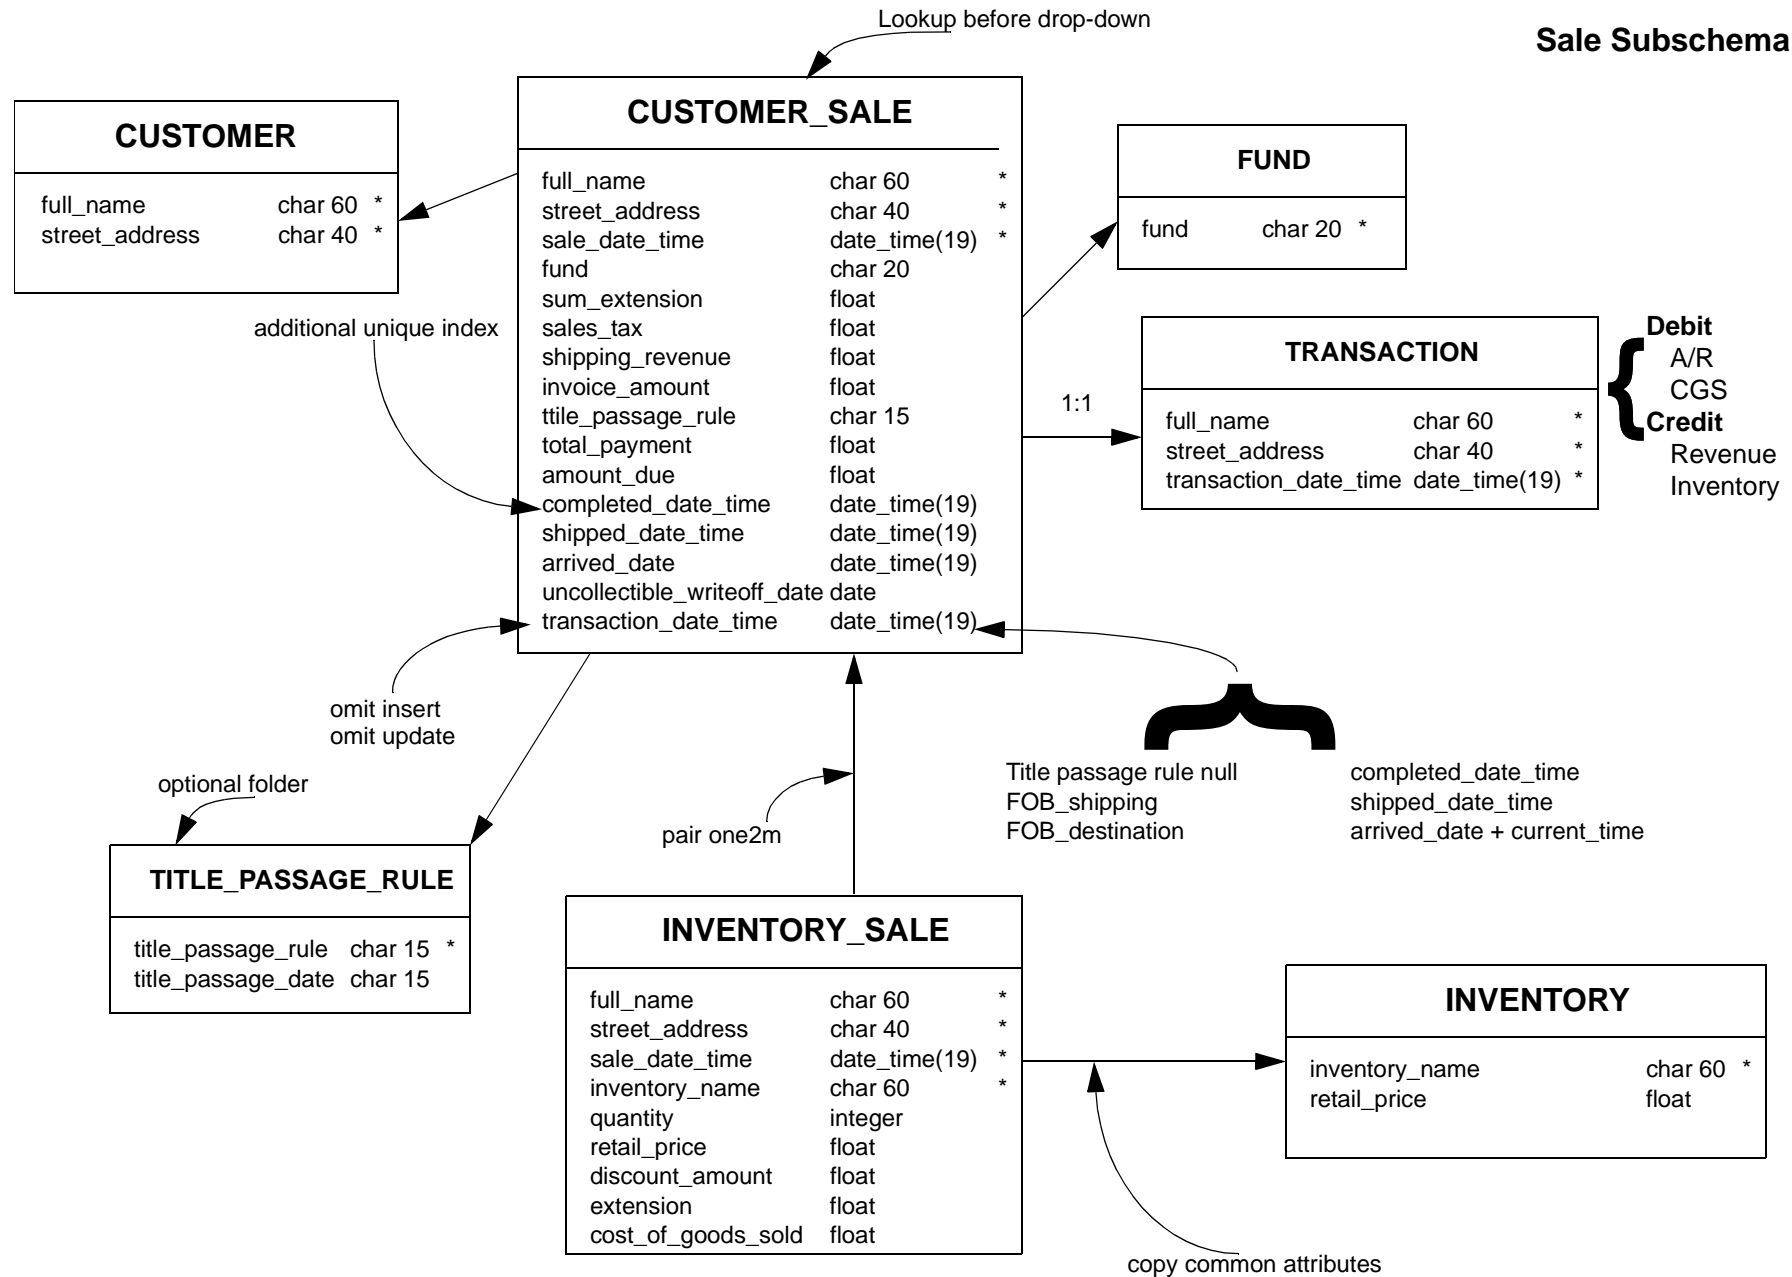 Lookup before drop-down
Sale Subschema
CUSTOMER
full_name char 60 *
street_address char 40 *
CUSTOMER_SALE
full_name char 60 *
street_address char 40 *
sale_date_time date_time(19) *
fund char 20
sum_extension float
sales_tax float
shipping_revenue float
invoice_amount float
ttile_passage_rule char 15
total_payment float
amount_due float
completed_date_time date_time(19)
shipped_date_time date_time(19)
arrived_date date_time(19)
uncollectible_writeoff_date date
transaction_date_time date_time(19)
FUND
fund char 20 *
additional unique index
1:1
TRANSACTION
full_name char 60 *
street_address char 40 *
transaction_date_time date_time(19) *
Debit
A/R
CGS
Credit
Revenue
Inventory
omit insert
omit update
optional folder
pair one2m
Title passage rule null completed_date_time
FOB_shipping shipped_date_time
FOB_destination arrived_date + current_time
TITLE_PASSAGE_RULE
title_passage_rule char 15 *
title_passage_date char 15
INVENTORY_SALE
full_name char 60 *
street_address char 40 *
sale_date_time date_time(19) *
inventory_name char 60 *
quantity integer
retail_price float
discount_amount float
extension float
cost_of_goods_sold float
INVENTORY
inventory_name char 60 *
retail_price float
copy common attributes